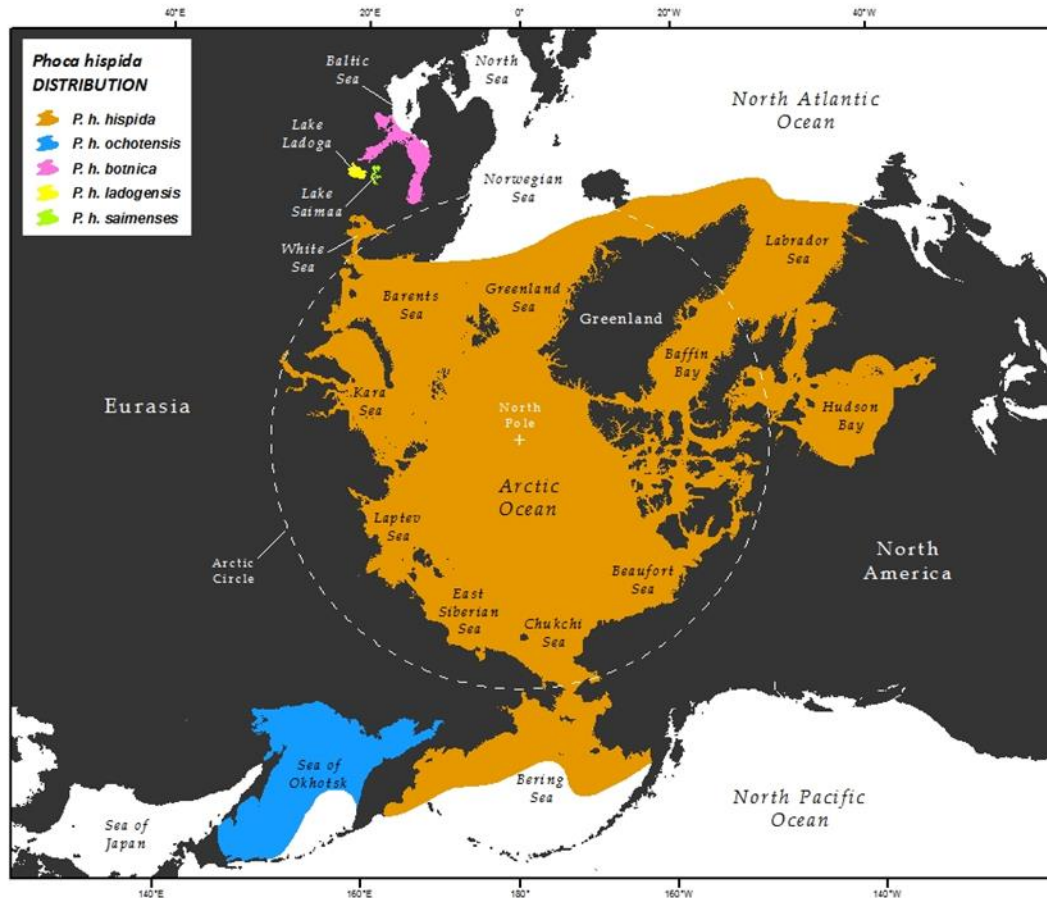 40°E
20°E
0°
20°W
40°W
Phoca hispida
DISTRIBUTION
P. h. hispida
P. h. ochotensis
P. h. botnica
P. h. ladogensis
P. h. saimenses
Baltic
Sea
North
Sea
North Atlantic
Ocean
Lake
Ladoga
Lake
Saimaa
Norwegian
Sea
White
Sea
Labrador
Sea
Barents
Sea
Greenland
Sea
Greenland
Baffin
Bay
Eurasia
Kara
Sea
North
Pole
Hudson
Bay
Arctic
Ocean
Laptev
Sea
Arctic
Circle
North
America
Beaufort
Sea
East
Siberian
Sea
Chukchi
Sea
Sea of
Okhotsk
Bering
Sea
North Pacific
Ocean
Sea of
Japan
140°E
160°E
180°
160°W
140°W